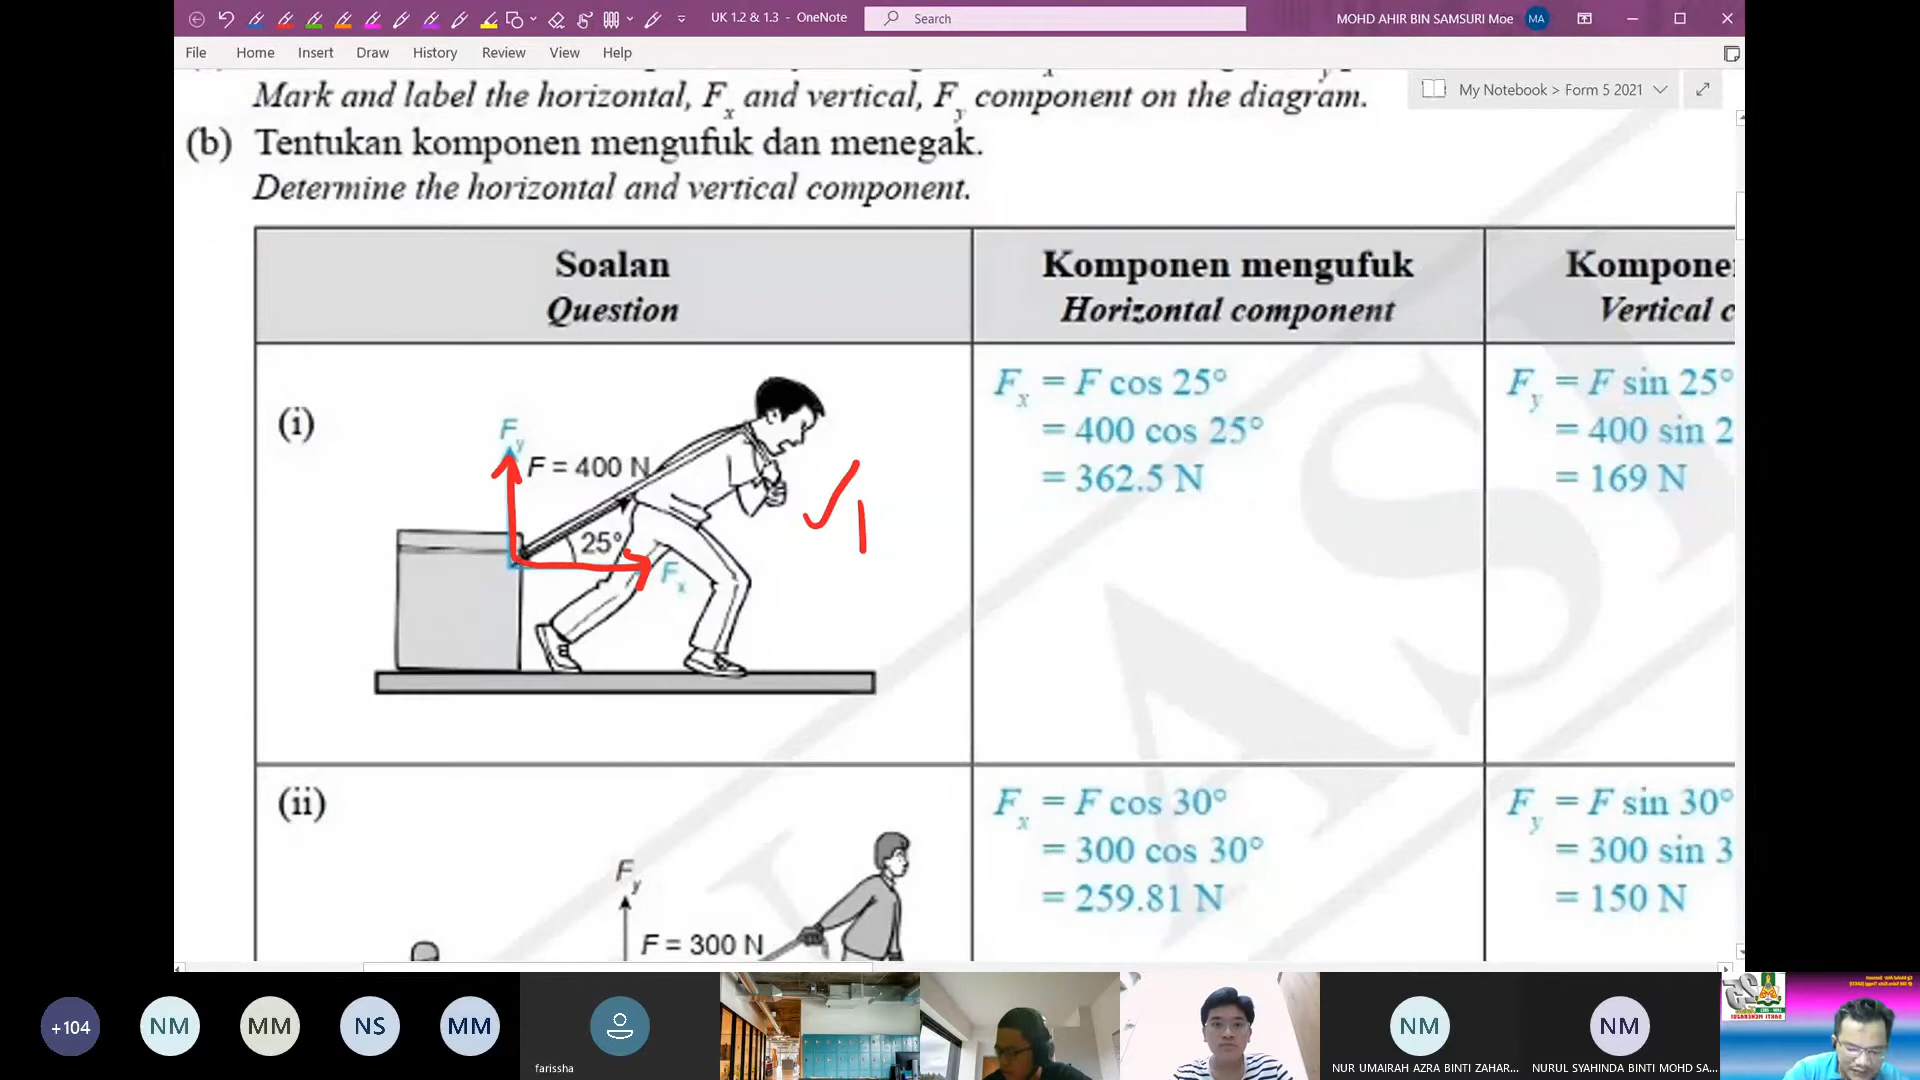 UK 1.2 & 1.3 - OneNote
Search
MOHD AHIR BIN SAMSURI Moe
MA
File Home Insert Draw History Review View Help
My Notebook > Form 5 2021
Mark and label the horizontal, Fx and vertical, Fy component on the diagram.
(b) Tentukan komponen mengufuk dan menegak.
Determine the horizontal and vertical component.
Soalan
Question
Komponen mengufuk
Horizontal component
Kompone
Vertical c
(i)
Fy
F = 400 N
25°
Fx
√1
Fx = F cos 25°
= 400 cos 25°
= 362.5 N
Fy = F sin 25°
= 400 sin 2
= 169 N
(ii)
Fy
F = 300 N
Fx = F cos 30°
= 300 cos 30°
= 259.81 N
Fy = F sin 30°
= 300 sin 3
= 150 N
+104
NM
MM
NS
MM
farissha
NM
NUR UMAIRAH AZRA BINTI ZAHAR...
NM
NURUL SYAHINDA BINTI MOHD SA...